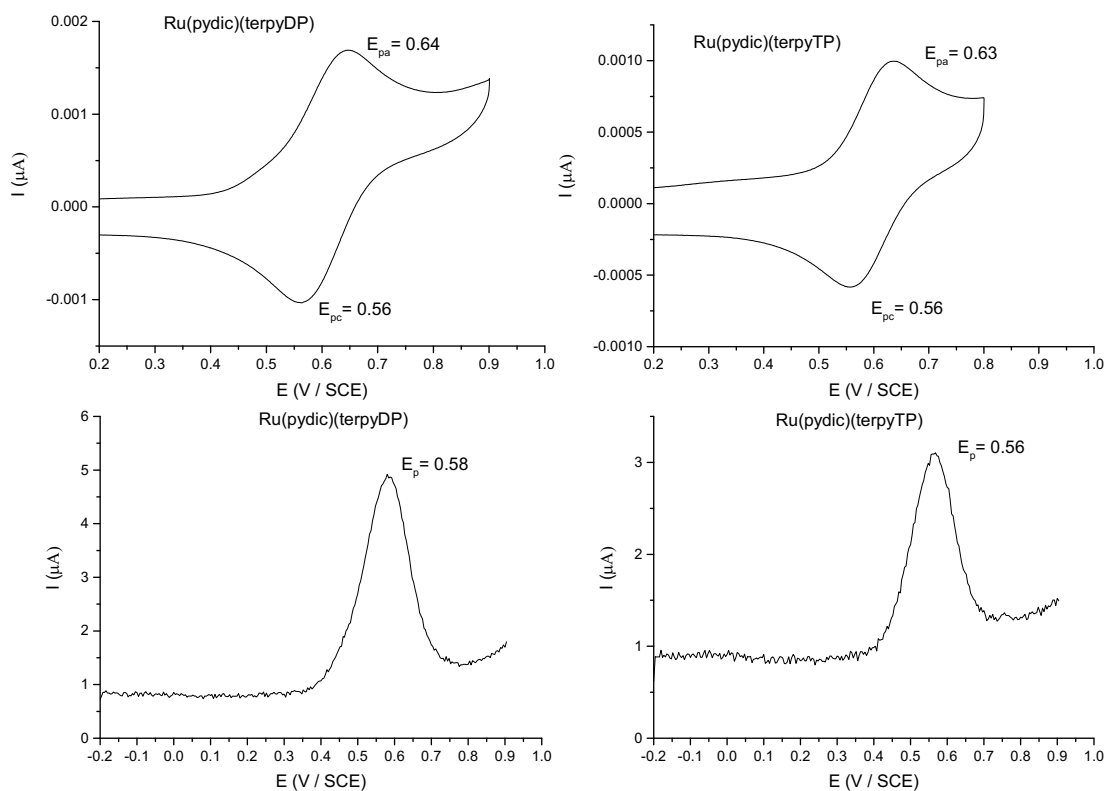 Ru(pydic)(terpyDP)
E_pa = 0.64
E_pc = 0.56
0.002
0.001
0.000
-0.001
I (μA)
0.2 0.3 0.4 0.5 0.6 0.7 0.8 0.9 1.0
E (V / SCE)
Ru(pydic)(terpyTP)
E_pa = 0.63
E_pc = 0.56
0.0010
0.0005
0.0000
-0.0005
-0.0010
I (μA)
0.2 0.3 0.4 0.5 0.6 0.7 0.8 0.9 1.0
E (V / SCE)
Ru(pydic)(terpyDP)
E_p = 0.58
6
5
4
3
2
1
0
I (μA)
-0.2 -0.1 0.0 0.1 0.2 0.3 0.4 0.5 0.6 0.7 0.8 0.9 1.0
E (V / SCE)
Ru(pydic)(terpyTP)
E_p = 0.56
3
2
1
0
I (μA)
-0.2 -0.1 0.0 0.1 0.2 0.3 0.4 0.5 0.6 0.7 0.8 0.9 1.0
E (V / SCE)